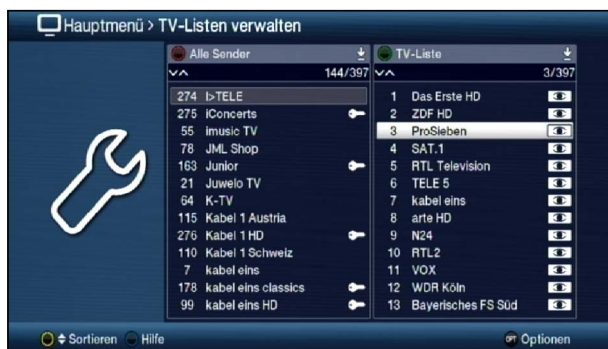 Hauptmenü > TV-Listen verwalten
Alle Sender
144/397
274 I>TELE
275 iConcerts
55 imusic TV
78 JML Shop
163 Junior
21 Juwelo TV
64 K-TV
115 Kabel 1 Austria
276 Kabel 1 HD
110 Kabel 1 Schweiz
7 kabel eins
178 kabel eins classics
99 kabel eins HD
TV-Liste
3/397
1 Das Erste HD
2 ZDF HD
3 ProSieben
4 SAT.1
5 RTL Television
6 TELE 5
7 kabel eins
8 arte HD
9 N24
10 RTL2
11 VOX
12 WDR Köln
13 Bayerisches FS Süd
Sortieren Hilfe
OPT Optionen